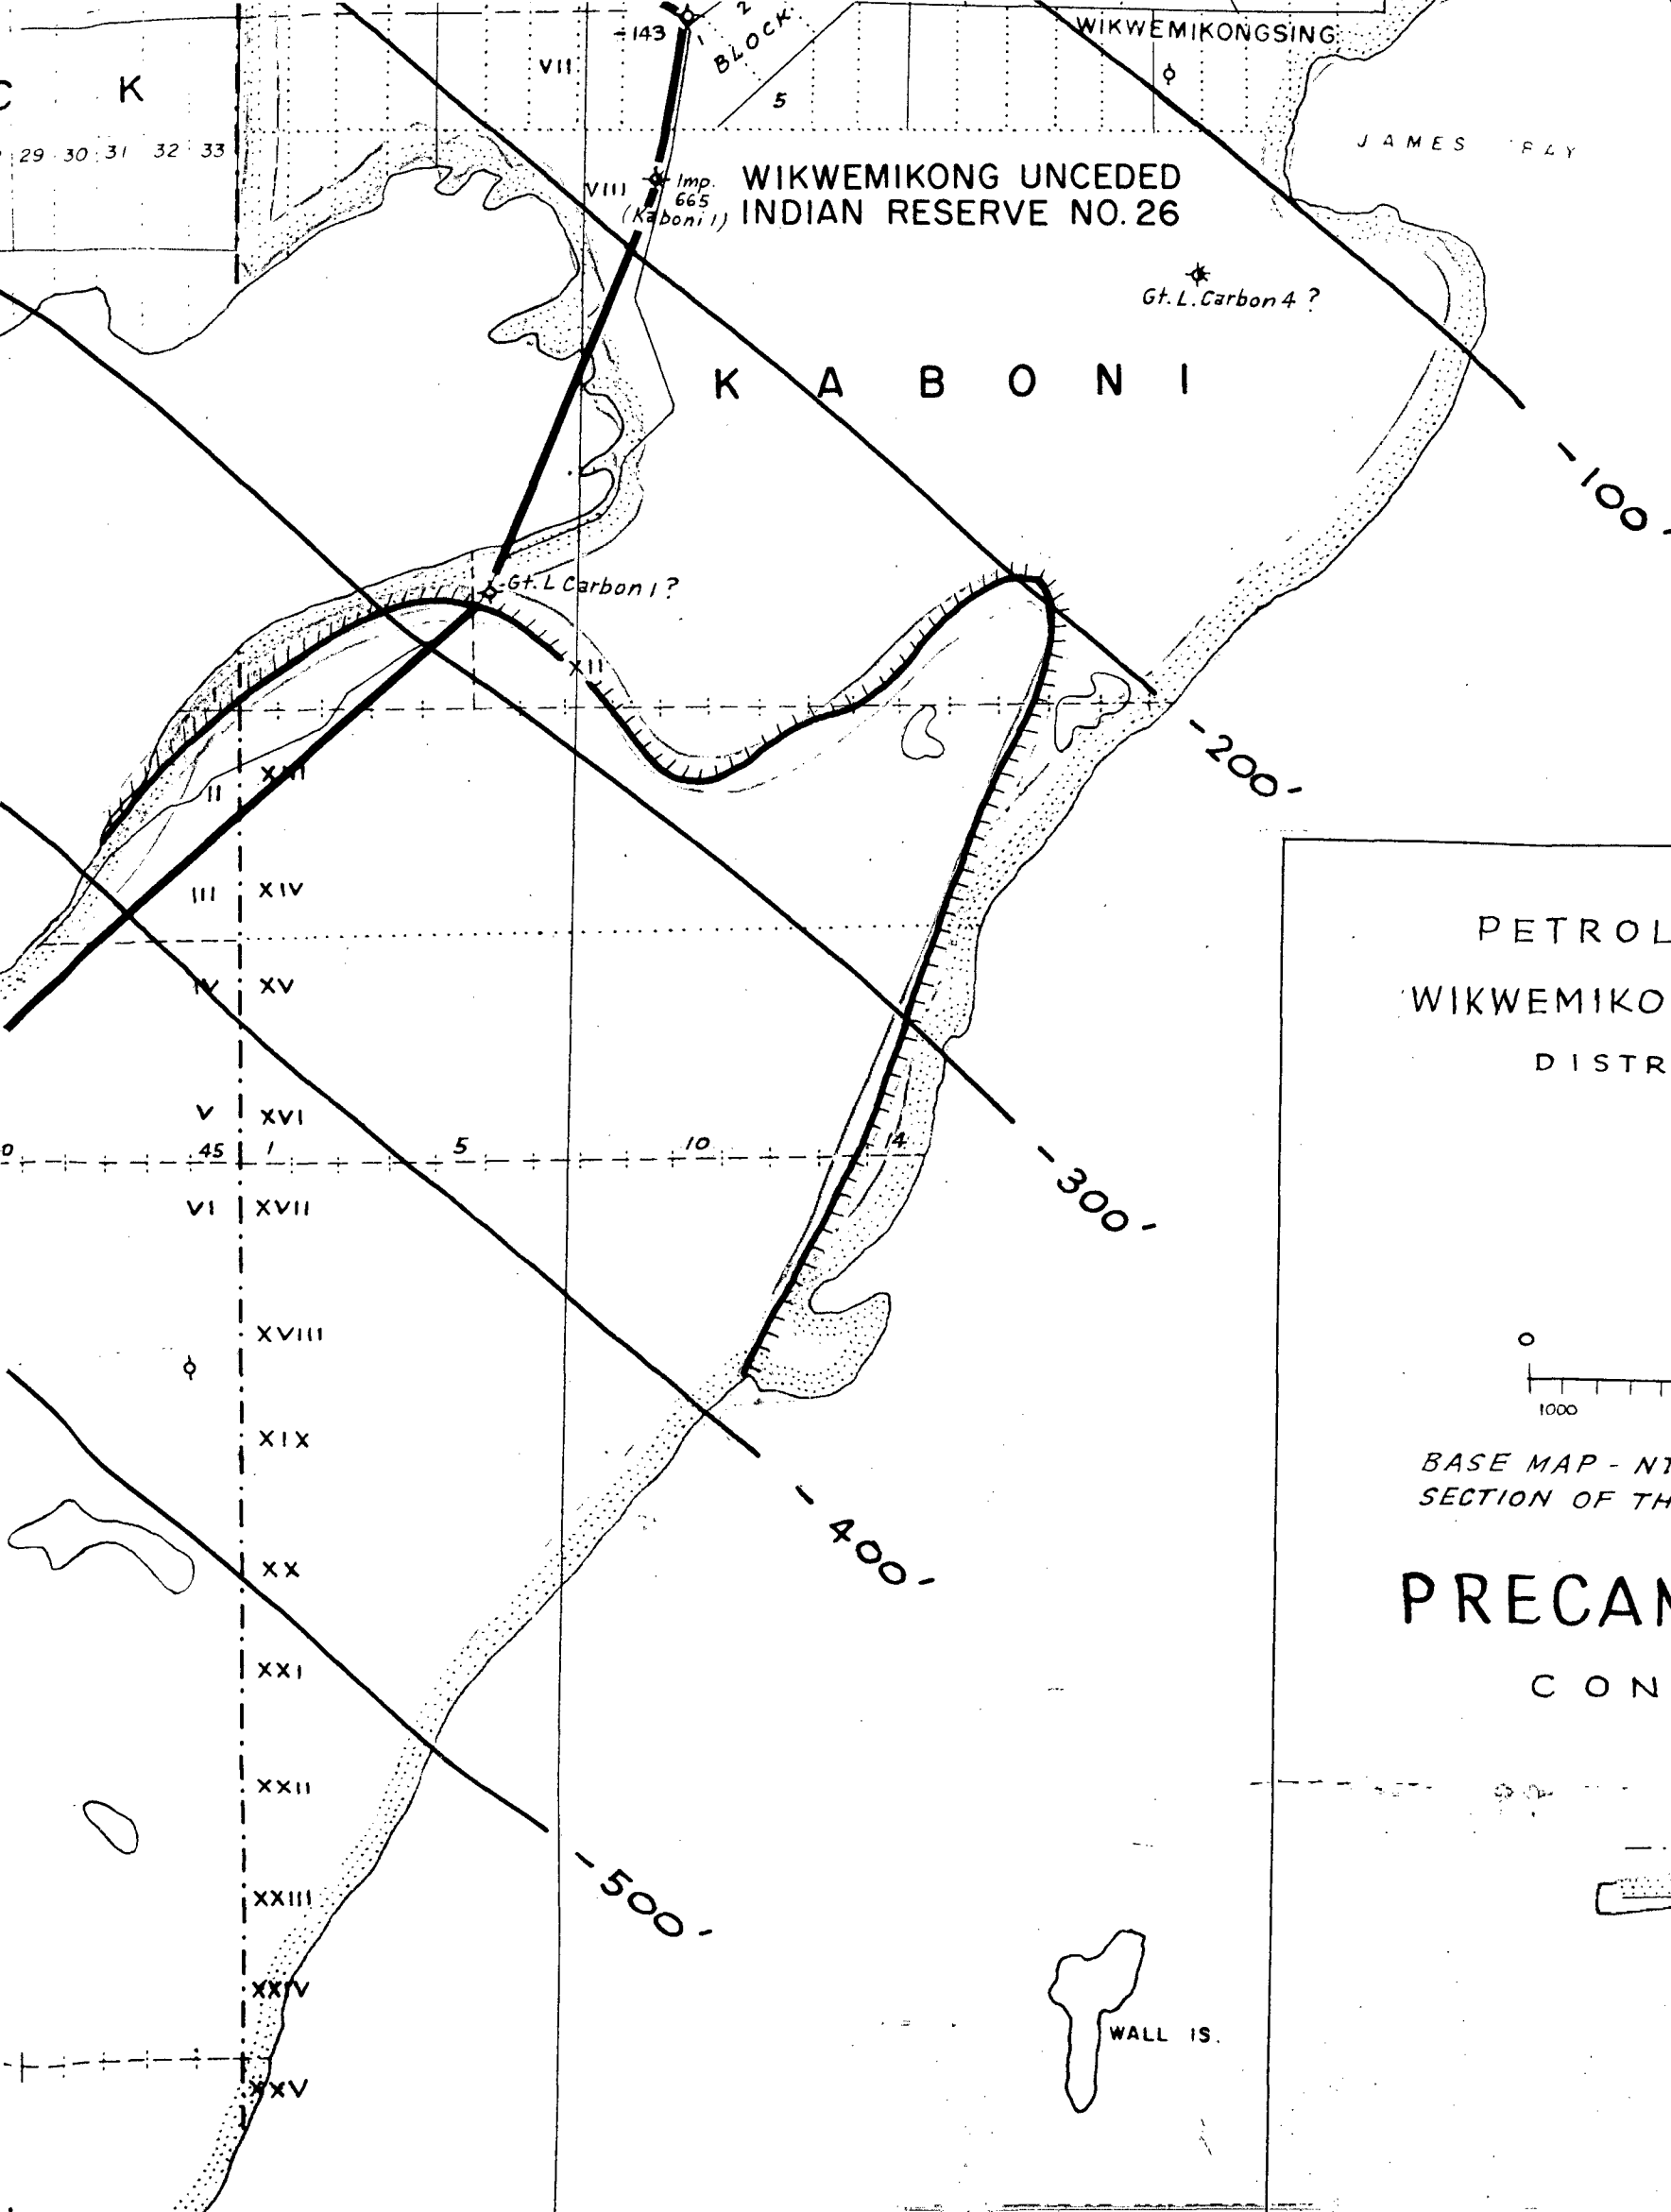 WIKWEMIKONGSING
-143
1
2
BLOCK
VII
5
K
29 30 31 32 33
JAMES BAY
VIII
Imp.
665
(Kaboni 1)
WIKWEMIKONG UNCEDED
INDIAN RESERVE NO. 26
Gt. L. Carbon 4 ?
K A B O N I
-100'
Gt. L Carbon 1 ?
XII
I
-200'
XIII
II
III
XIV
IV
XV
V
XVI
45
1
5
10
14
-300'
VI
XVII
XVIII
XIX
-400'
XX
XXI
XXII
-500'
XXIII
XXIV
XXV
WALL IS.
PETROL
WIKWEMIKO
DISTR
0
1000
BASE MAP - NT
SECTION OF TH
PRECAM
CON